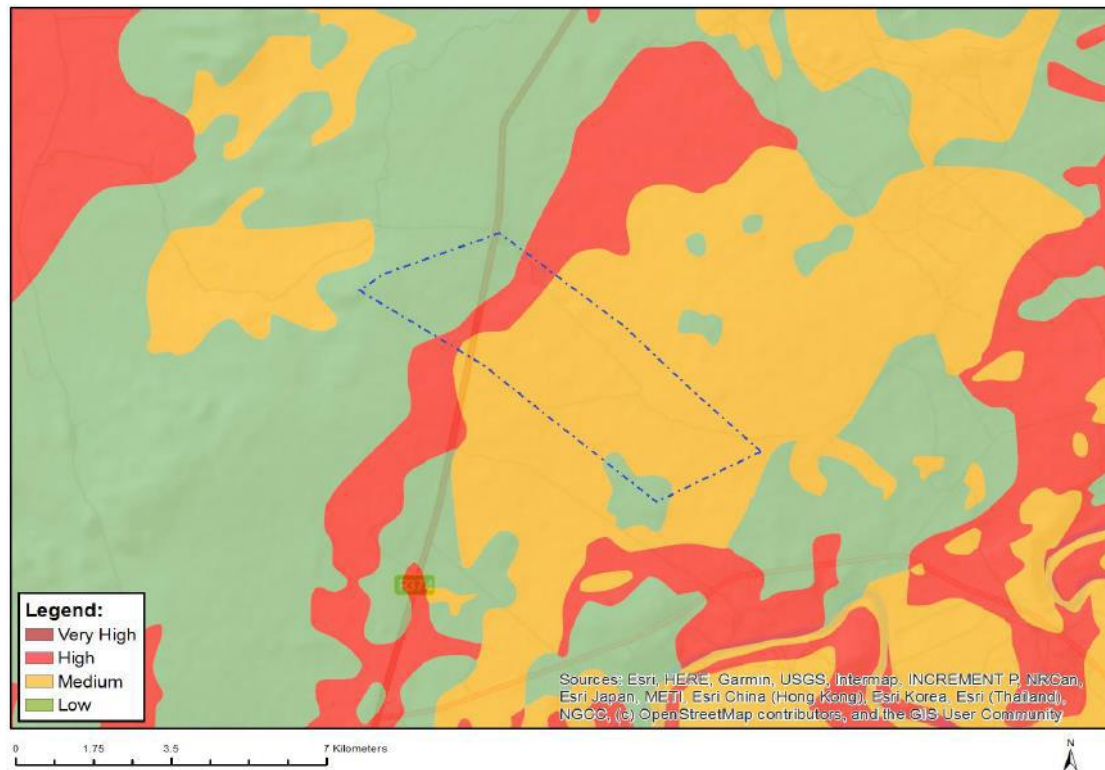 Legend:
Very High
High
Medium
Low
Sources: Esri, HERE, Garmin, USGS, Intermap, INCREMENT P, NRCan,
Esri Japan, METI, Esri China (Hong Kong), Esri Korea, Esri (Thailand),
NGCC, (c) OpenStreetMap contributors, and the GIS User Community
0 1.75 3.5 7 Kilometers
N